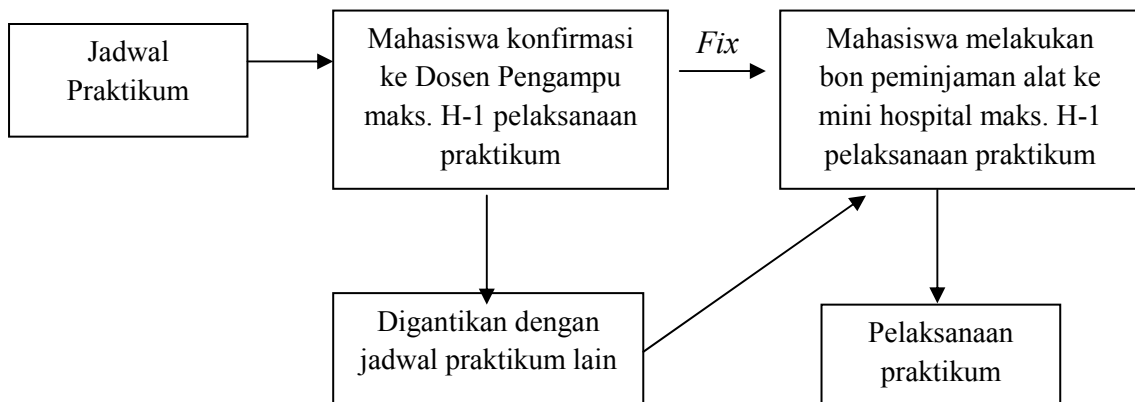 Jadwal
Praktikum
Mahasiswa konfirmasi
ke Dosen Pengampu
maks. H-1 pelaksanaan
praktikum
Fix
Mahasiswa melakukan
bon peminjaman alat ke
mini hospital maks. H-1
pelaksanaan praktikum
Digantikan dengan
jadwal praktikum lain
Pelaksanaan
praktikum